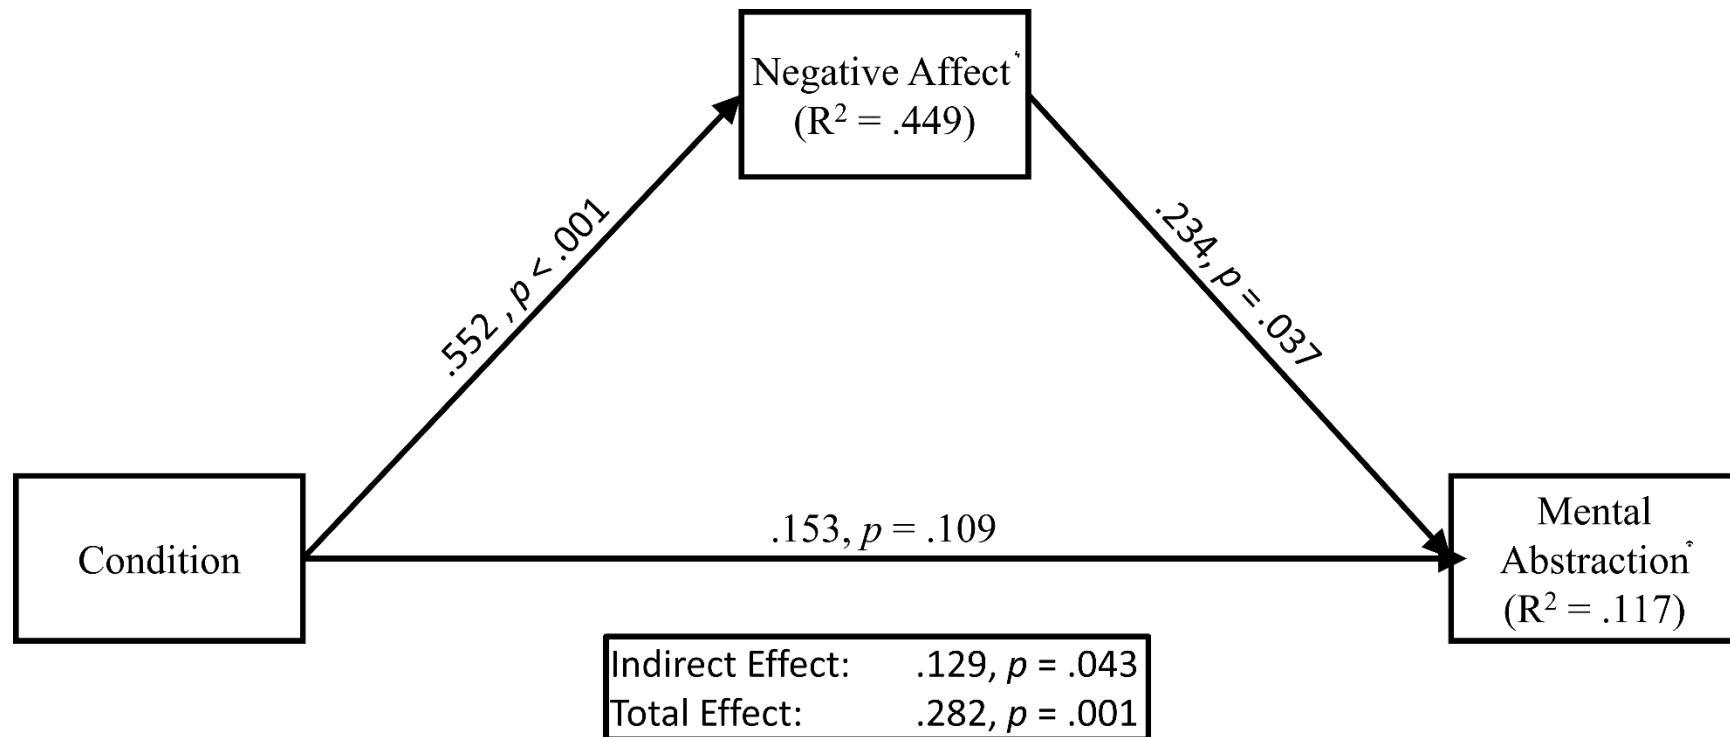 Negative Affect
(R² = .449)
.552 , p < .001
.234, p = .037
.153, p = .109
Condition
Mental
Abstraction
(R² = .117)
Indirect Effect: .129, p = .043
Total Effect: .282, p = .001